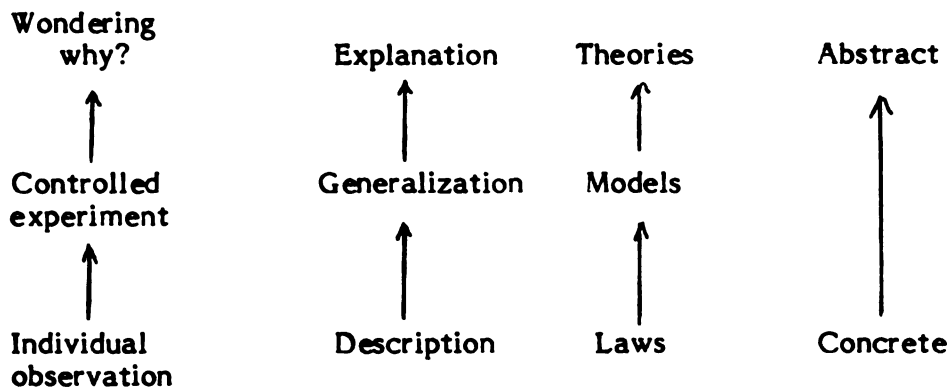 Wondering
why?
Explanation
Theories
Abstract
Controlled
experiment
Generalization
Models
Individual
observation
Description
Laws
Concrete